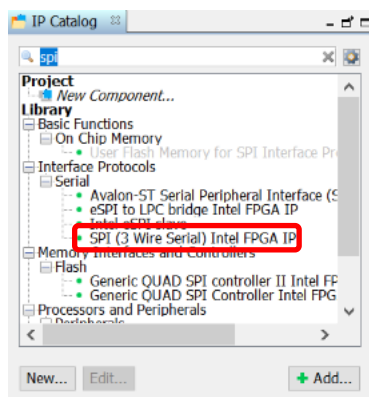 IP Catalog
spi
Project
New Component...
Library
Basic Functions
On Chip Memory
User Flash Memory for SPI Interface Pr
Interface Protocols
Serial
Avalon-ST Serial Peripheral Interface (S
eSPI to LPC bridge Intel FPGA IP
Intel eSPI slave
SPI (3 Wire Serial) Intel FPGA IP
Memory Interfaces and Controllers
Flash
Generic QUAD SPI controller II Intel FP
Generic QUAD SPI Controller Intel FPG
Processors and Peripherals
Peripherals
New... Edit... Add...